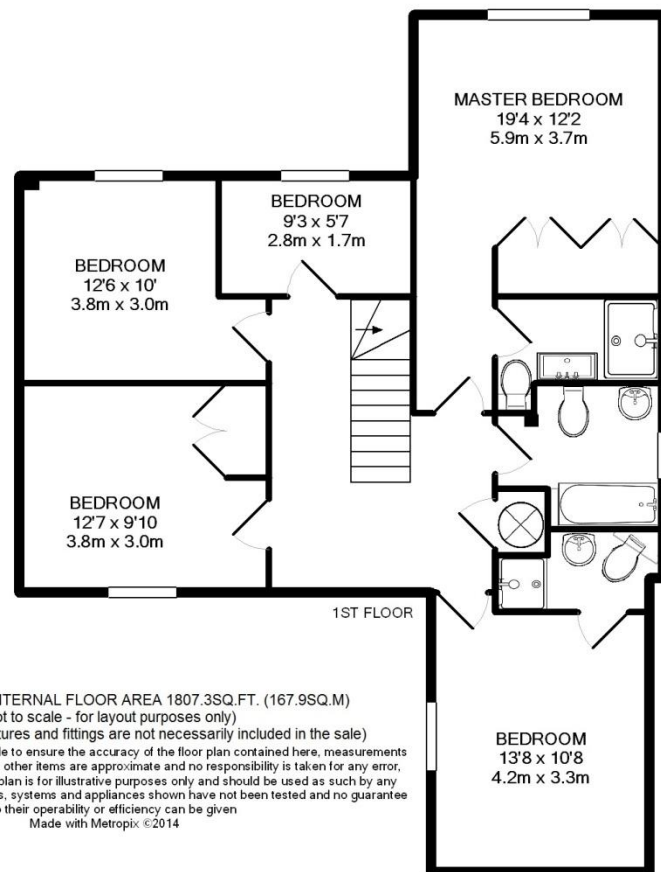 MASTER BEDROOM
19'4 x 12'2
5.9m x 3.7m
BEDROOM
9'3 x 5'7
2.8m x 1.7m
BEDROOM
12'6 x 10'
3.8m x 3.0m
BEDROOM
12'7 x 9'10
3.8m x 3.0m
1ST FLOOR
BEDROOM
13'8 x 10'8
4.2m x 3.3m
INTERNAL FLOOR AREA 1807.3SQ.FT. (167.9SQ.M)
to scale - for layout purposes only)
and fittings are not necessarily included in the sale)
to ensure the accuracy of the floor plan contained here, measurements
other items are approximate and no responsibility is taken for any error,
plan is for illustrative purposes only and should be used as such by any
systems and appliances shown have not been tested and no guarantee
their operability or efficiency can be given
Made with Metropix ©2014